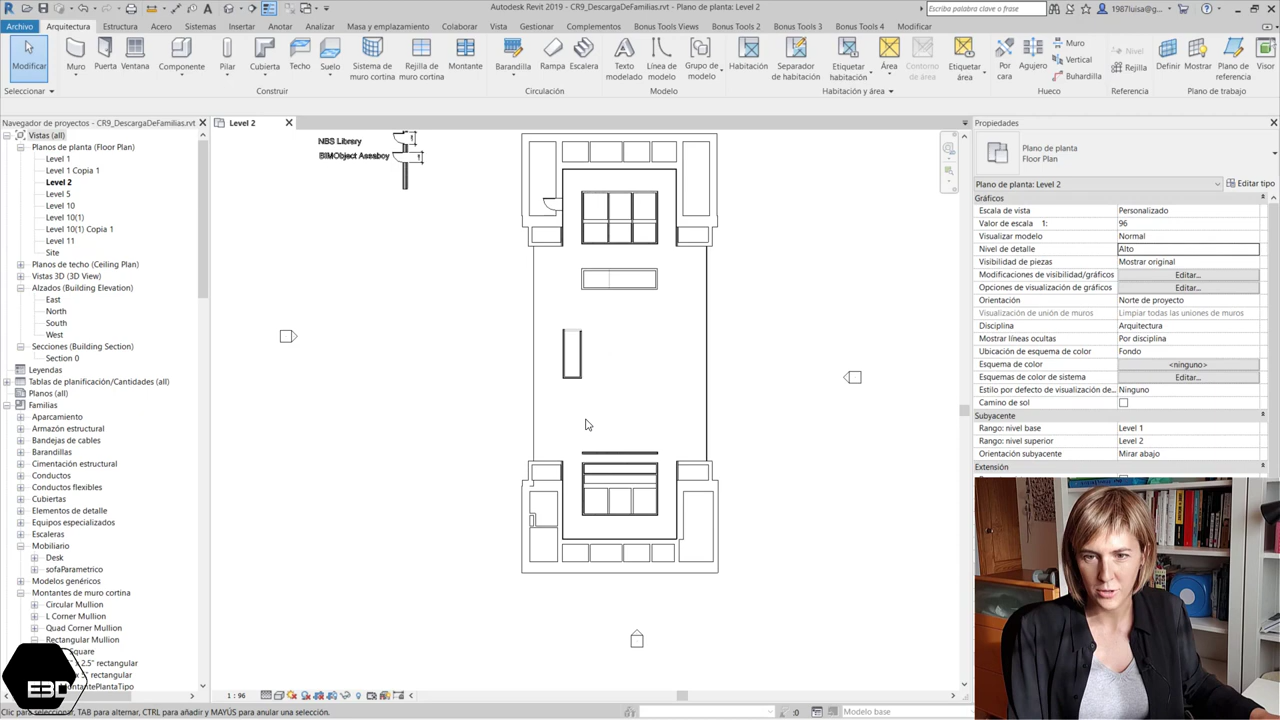 Autodesk Revit 2019 - CR9_DescargaDeFamilias.rvt - Plano de planta: Level 2
Escriba palabra clave o frase
1987luisa@g...
Archivo Arquitectura Estructura Acero Sistemas Insertar Anotar Analizar Masa y emplazamiento Colaborar Vista Gestionar Complementos Bonus Tools Views Bonus Tools 2 Bonus Tools 3 Bonus Tools 4 Modificar
Modificar Muro Puerta Ventana Componente Pilar Cubierta Techo Suelo Sistema de muro cortina Rejilla de muro cortina Montante Barandilla Rampa Escalera Texto modelado Línea de modelo Grupo de modelo Habitación Separador de habitación Etiquetar habitación Área Contorno de área Etiquetar área Por cara Agujero Muro Vertical Buhardilla Nivel Rejilla Definir Mostrar Plano de referencia Visor
Seleccionar Construir Circulación Modelo Habitación y área Hueco Referencia Plano de trabajo
Navegador de proyectos - CR9_DescargaDeFamilias.rvt
Vistas (all)
Planos de planta (Floor Plan)
Level 1
Level 1 Copia 1
Level 2
Level 5
Level 10
Level 10(1)
Level 10(1) Copia 1
Level 11
Site
Planos de techo (Ceiling Plan)
Vistas 3D (3D View)
Alzados (Building Elevation)
East
North
South
West
Secciones (Building Section)
Section 0
Leyendas
Tablas de planificación/Cantidades (all)
Planos (all)
Familias
Aparcamiento
Armazón estructural
Bandejas de cables
Barandillas
Cimentación estructural
Conductos
Conductos flexibles
Cubiertas
Elementos de detalle
Equipos especializados
Escaleras
Mobiliario
Desk
sofaParametrico
Modelos genéricos
Montantes de muro cortina
Circular Mullion
L Corner Mullion
Quad Corner Mullion
Rectangular Mullion
Square
x 2.5" rectangular
5" rectangular
ontantePlantaTipo
EBC
Level 2
NBS Library
BIMObject Assaboy
Propiedades
Plano de planta
Floor Plan
Plano de planta: Level 2 Editar tipo
Gráficos
Escala de vista Personalizado
Valor de escala 1: 96
Visualizar modelo Normal
Nivel de detalle Alto
Visibilidad de piezas Mostrar original
Modificaciones de visibilidad/gráficos Editar...
Opciones de visualización de gráficos Editar...
Orientación Norte de proyecto
Visualización de unión de muros Limpiar todas las uniones de muros
Disciplina Arquitectura
Mostrar líneas ocultas Por disciplina
Ubicación de esquema de color Fondo
Esquema de color <ninguno>
Esquemas de color de sistema Editar...
Estilo por defecto de visualización de... Ninguno
Camino de sol
Subyacente
Rango: nivel base Level 1
Rango: nivel superior Level 2
Orientación subyacente Mirar abajo
Extensión
1 : 96
Clic para seleccionar, TAB para alternar, CTRL para añadir y MAYÚS para anular una selección.
:0 Modelo base